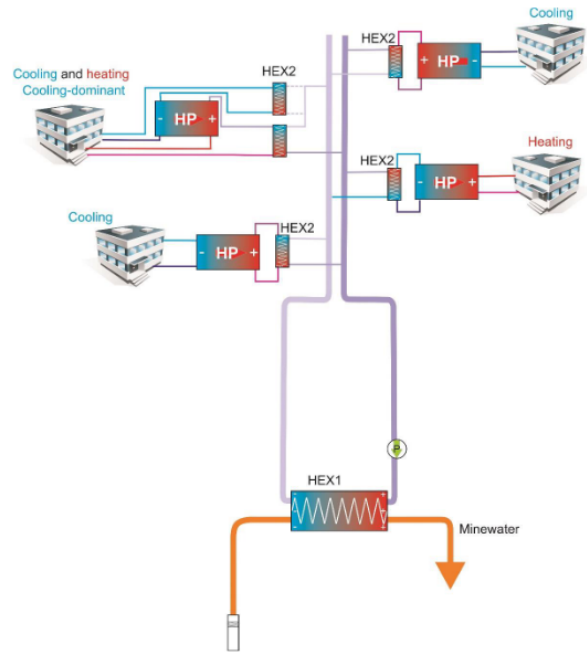 Cooling
HEX2
+ HP -
Cooling and heating
Cooling-dominant
HEX2
- HP +
HEX2
Heating
- HP +
Cooling
HEX2
- HP +
P
HEX1
- +
- +
- +
Minewater